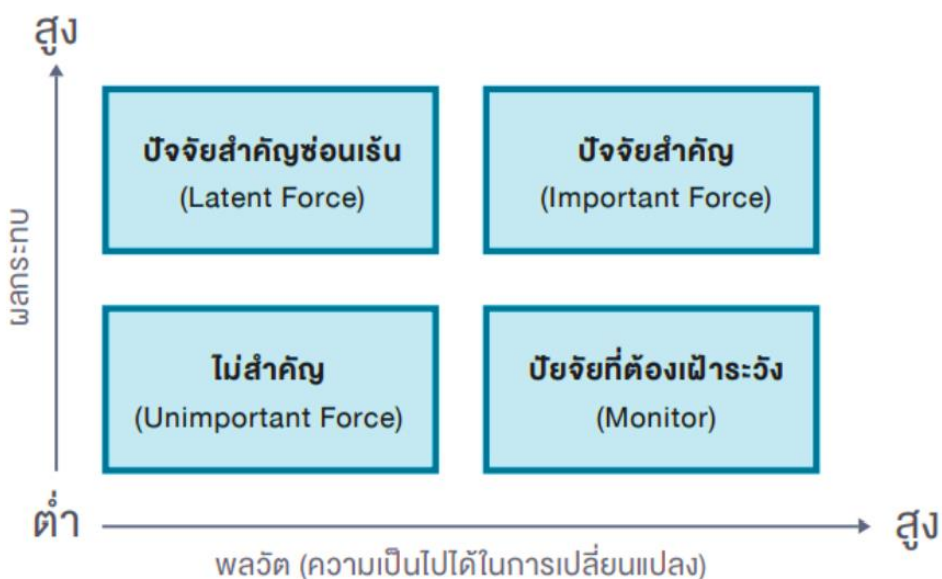 สูง
ปัจจัยสำคัญซ่อนเร้น
(Latent Force)
ปัจจัยสำคัญ
(Important Force)
ผลกระทบ
ไม่สำคัญ
(Unimportant Force)
ปัยจัยที่ต้องเฝ้าระวัง
(Monitor)
ต่ำ
สูง
พลวัต (ความเป็นไปได้ในการเปลี่ยนแปลง)